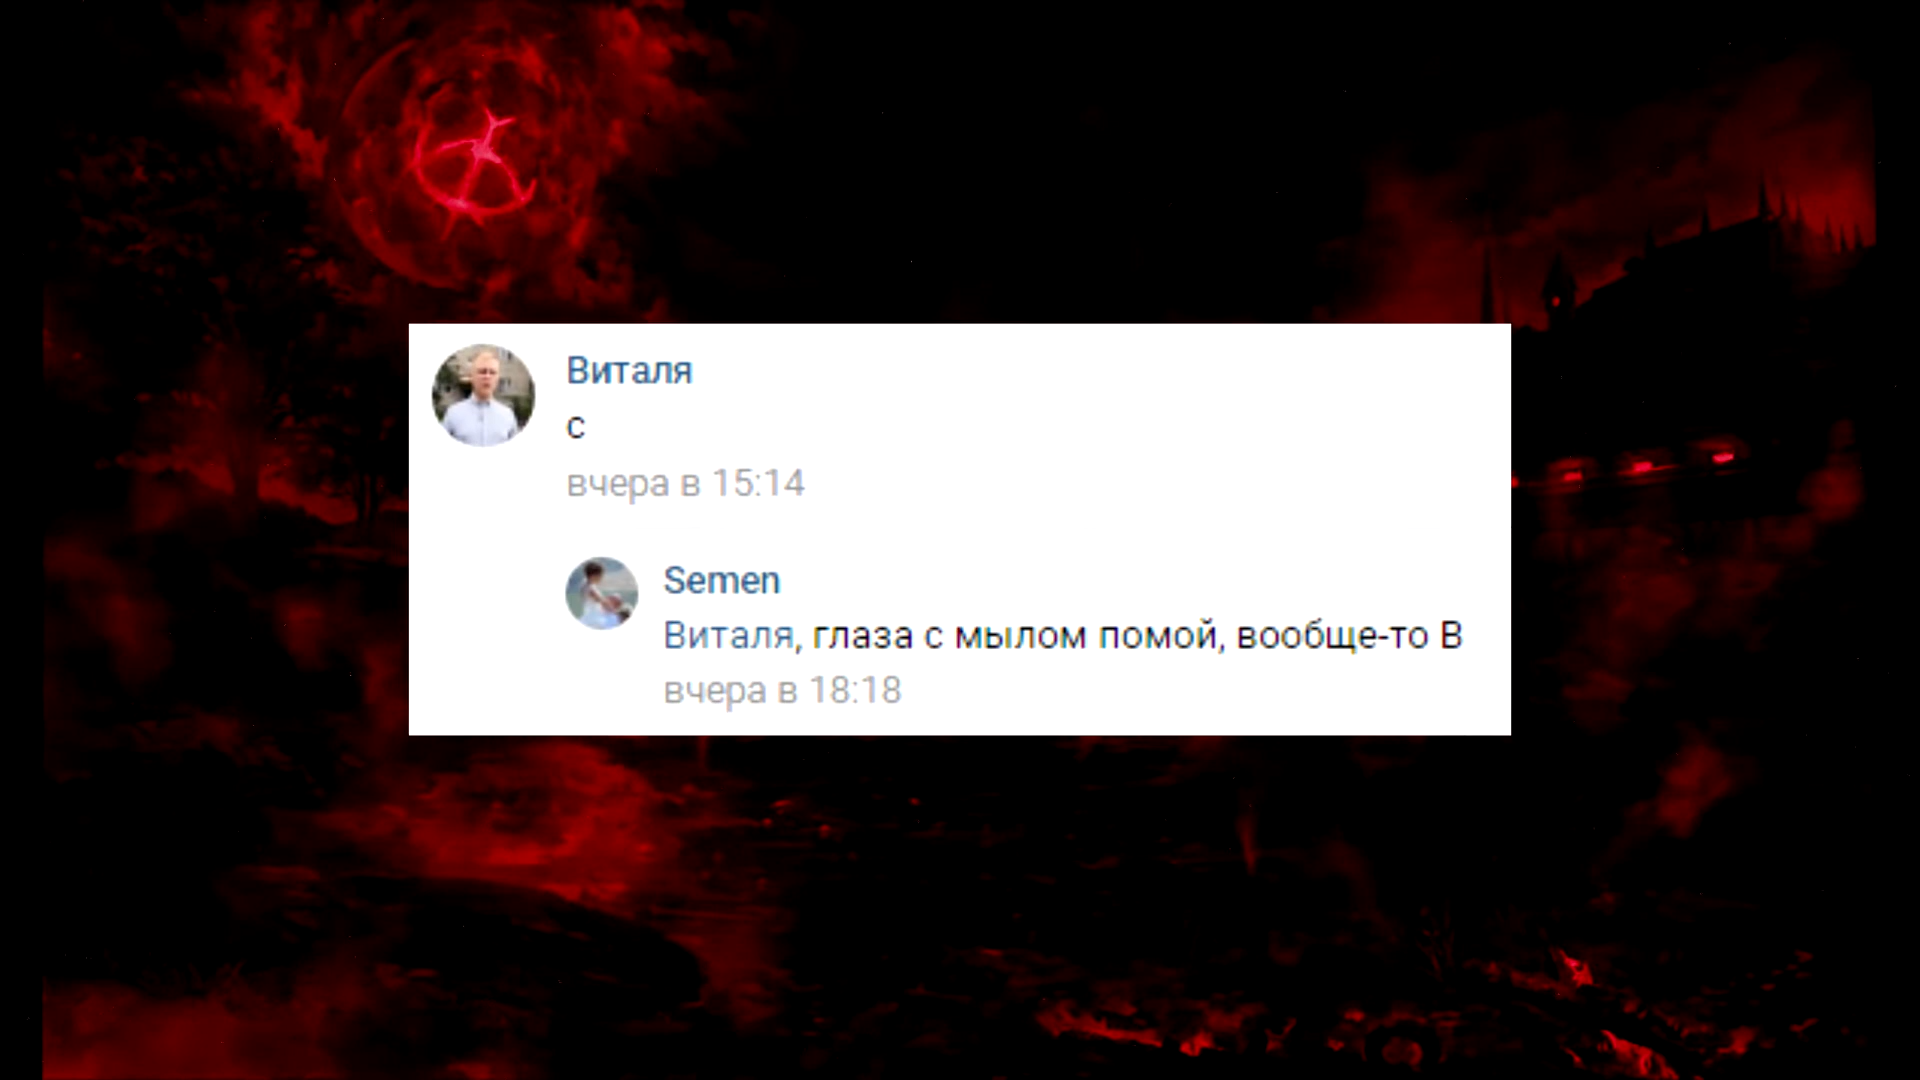 Виталя
с
вчера в 15:14
Semen
Виталя, глаза с мылом помой, вообще-то В
вчера в 18:18